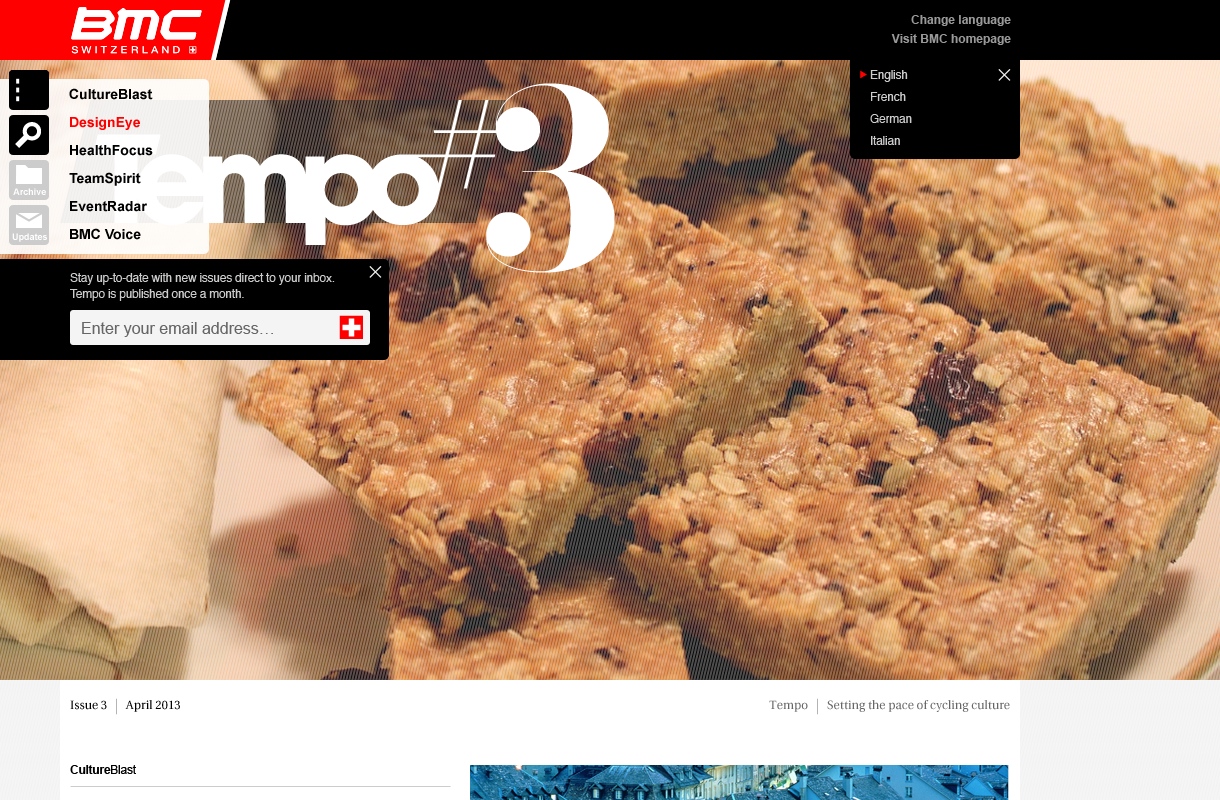 BMC
SWITZERLAND
Change language
Visit BMC homepage
English
French
German
Italian
CultureBlast
DesignEye
HealthFocus
TeamSpirit
EventRadar
BMC Voice
Archive
Updates
Tempo #3
Stay up-to-date with new issues direct to your inbox.
Tempo is published once a month.
Enter your email address…
Issue 3 | April 2013
Tempo | Setting the pace of cycling culture
CultureBlast